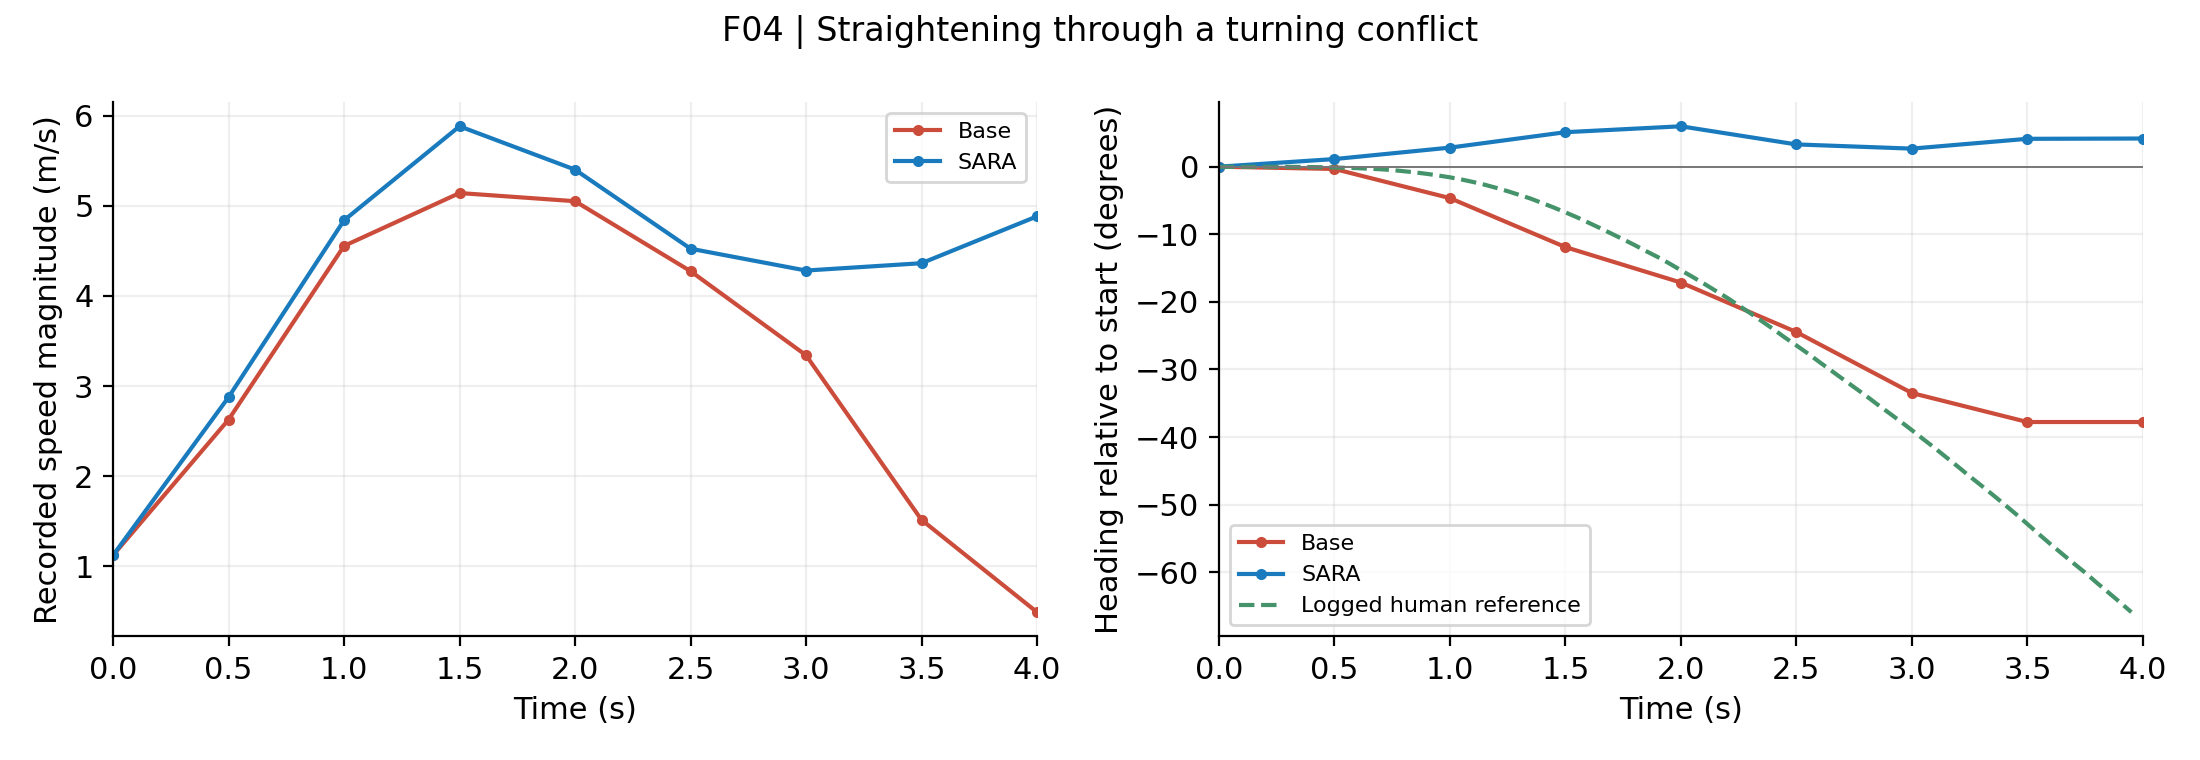 F04 | Straightening through a turning conflict
Recorded speed magnitude (m/s)
6
5
4
3
2
1
Base
SARA
0.0 0.5 1.0 1.5 2.0 2.5 3.0 3.5 4.0
Time (s)
Heading relative to start (degrees)
0
−10
−20
−30
−40
−50
−60
Base
SARA
Logged human reference
0.0 0.5 1.0 1.5 2.0 2.5 3.0 3.5 4.0
Time (s)